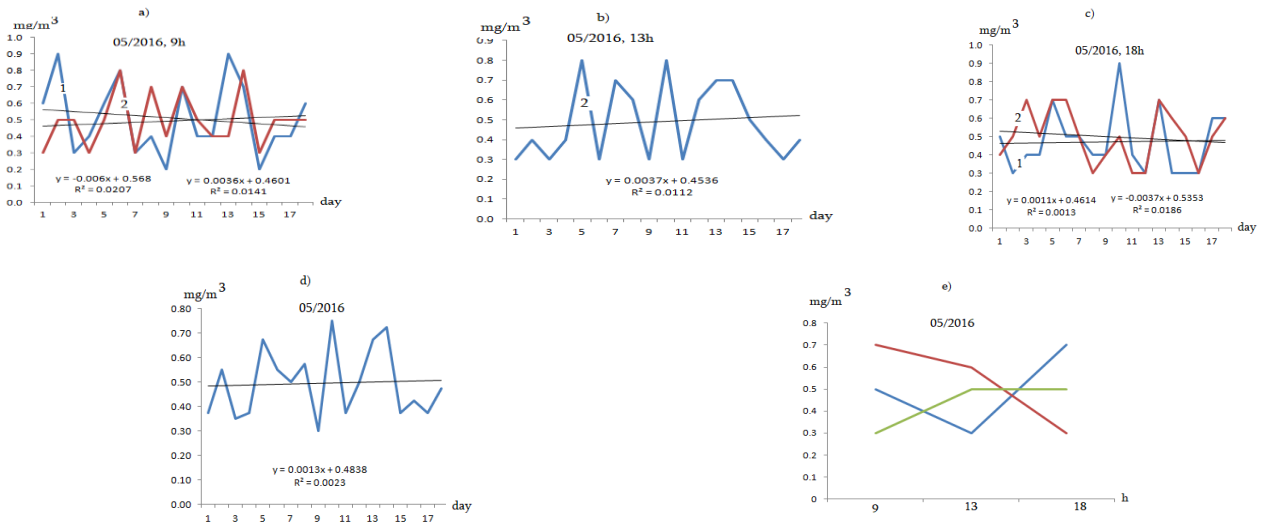 a)
mg/m3
05/2016, 9h
1.0
0.9
0.8
0.7
0.6
0.5
0.4
0.3
0.2
0.1
0.0
1
2
y = -0.006x + 0.568
R² = 0.0207
y = 0.0036x + 0.4601
R² = 0.0141
1 3 5 7 9 11 13 15 17
day
b)
mg/m3
05/2016, 13h
0.9
0.8
0.7
0.6
0.5
0.4
0.3
0.2
0.1
0.0
2
y = 0.0037x + 0.4536
R² = 0.0112
1 3 5 7 9 11 13 15 17
day
c)
mg/m3
05/2016, 18h
1.0
0.9
0.8
0.7
0.6
0.5
0.4
0.3
0.2
0.1
0.0
2
1
y = 0.0011x + 0.4614
R² = 0.0013
y = -0.0037x + 0.5353
R² = 0.0186
1 3 5 7 9 11 13 15 17
day
d)
mg/m3
05/2016
0.80
0.70
0.60
0.50
0.40
0.30
0.20
0.10
0.00
y = 0.0013x + 0.4838
R² = 0.0023
1 3 5 7 9 11 13 15 17
day
e)
mg/m3
05/2016
0.8
0.7
0.6
0.5
0.4
0.3
0.2
0.1
0
9 13 18
h